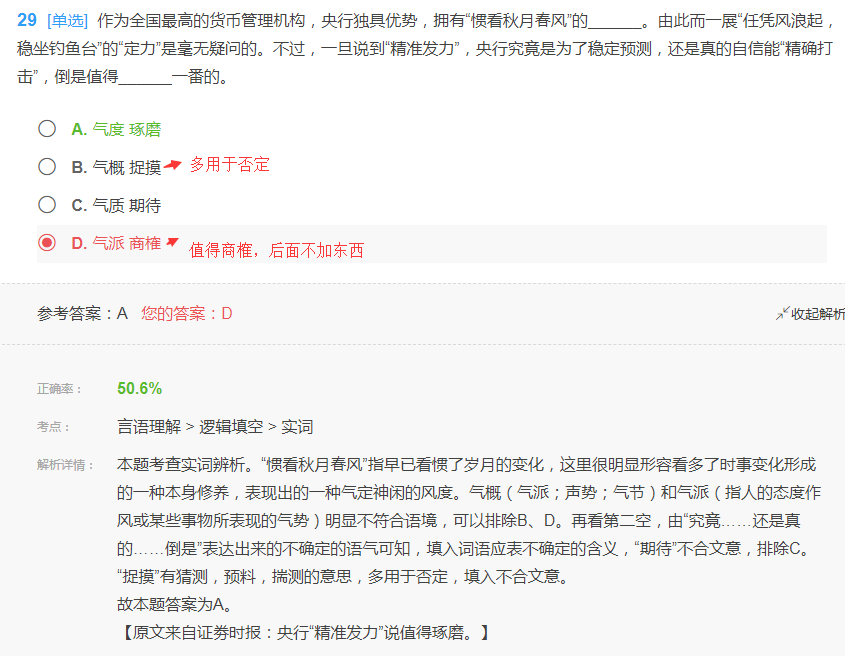 29 [单选] 作为全国最高的货币管理机构，央行独具优势，拥有“惯看秋月春风”的______。由此而一展“任凭风浪起，
稳坐钓鱼台”的“定力”是毫无疑问的。不过，一旦说到“精准发力”，央行究竟是为了稳定预测，还是真的自信能“精确打
击”，倒是值得______一番的。
A. 气度 琢磨
B. 气概 捉摸 多用于否定
C. 气质 期待
D. 气派 商榷 值得商榷，后面不加东西
参考答案：A 您的答案：D 收起解析
正确率： 50.6%
考点： 言语理解 > 逻辑填空 > 实词
解析详情： 本题考查实词辨析。“惯看秋月春风”指早已看惯了岁月的变化，这里很明显形容看多了时事变化形成
的一种本身修养，表现出的一种气定神闲的风度。气概（气派；声势；气节）和气派（指人的态度作
风或某些事物所表现的气势）明显不符合语境，可以排除B、D。再看第二空，由“究竟……还是真
的……倒是”表达出来的不确定的语气可知，填入词语应表不确定的含义，“期待”不合文意，排除C。
“捉摸”有猜测，预料，揣测的意思，多用于否定，填入不合文意。
故本题答案为A。
【原文来自证券时报：央行“精准发力”说值得琢磨。】